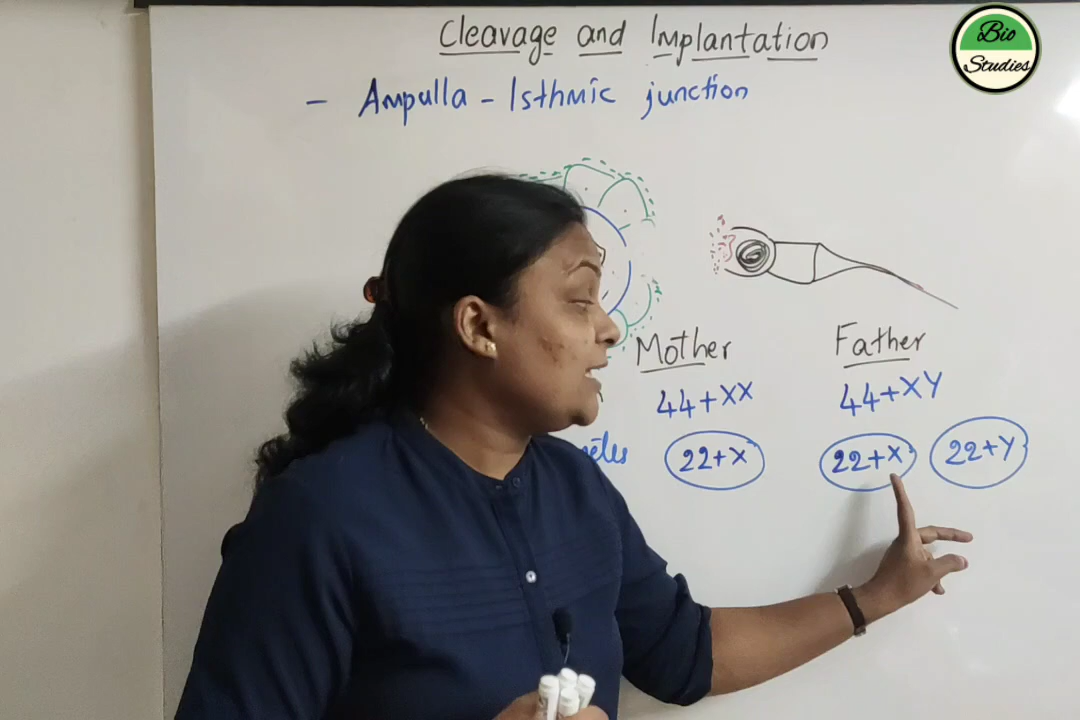 Cleavage and Implantation
Bio
Studies
- Ampulla - Isthmic junction
Mother Father
44+XX 44+XY
22+X 22+X 22+Y